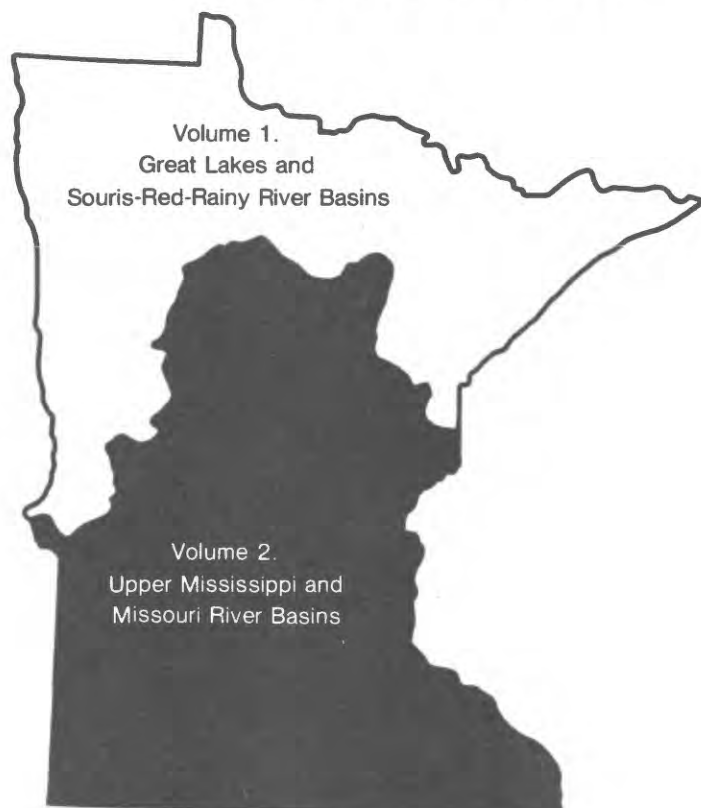 Volume 1.
Great Lakes and
Souris-Red-Rainy River Basins
Volume 2.
Upper Mississippi and
Missouri River Basins